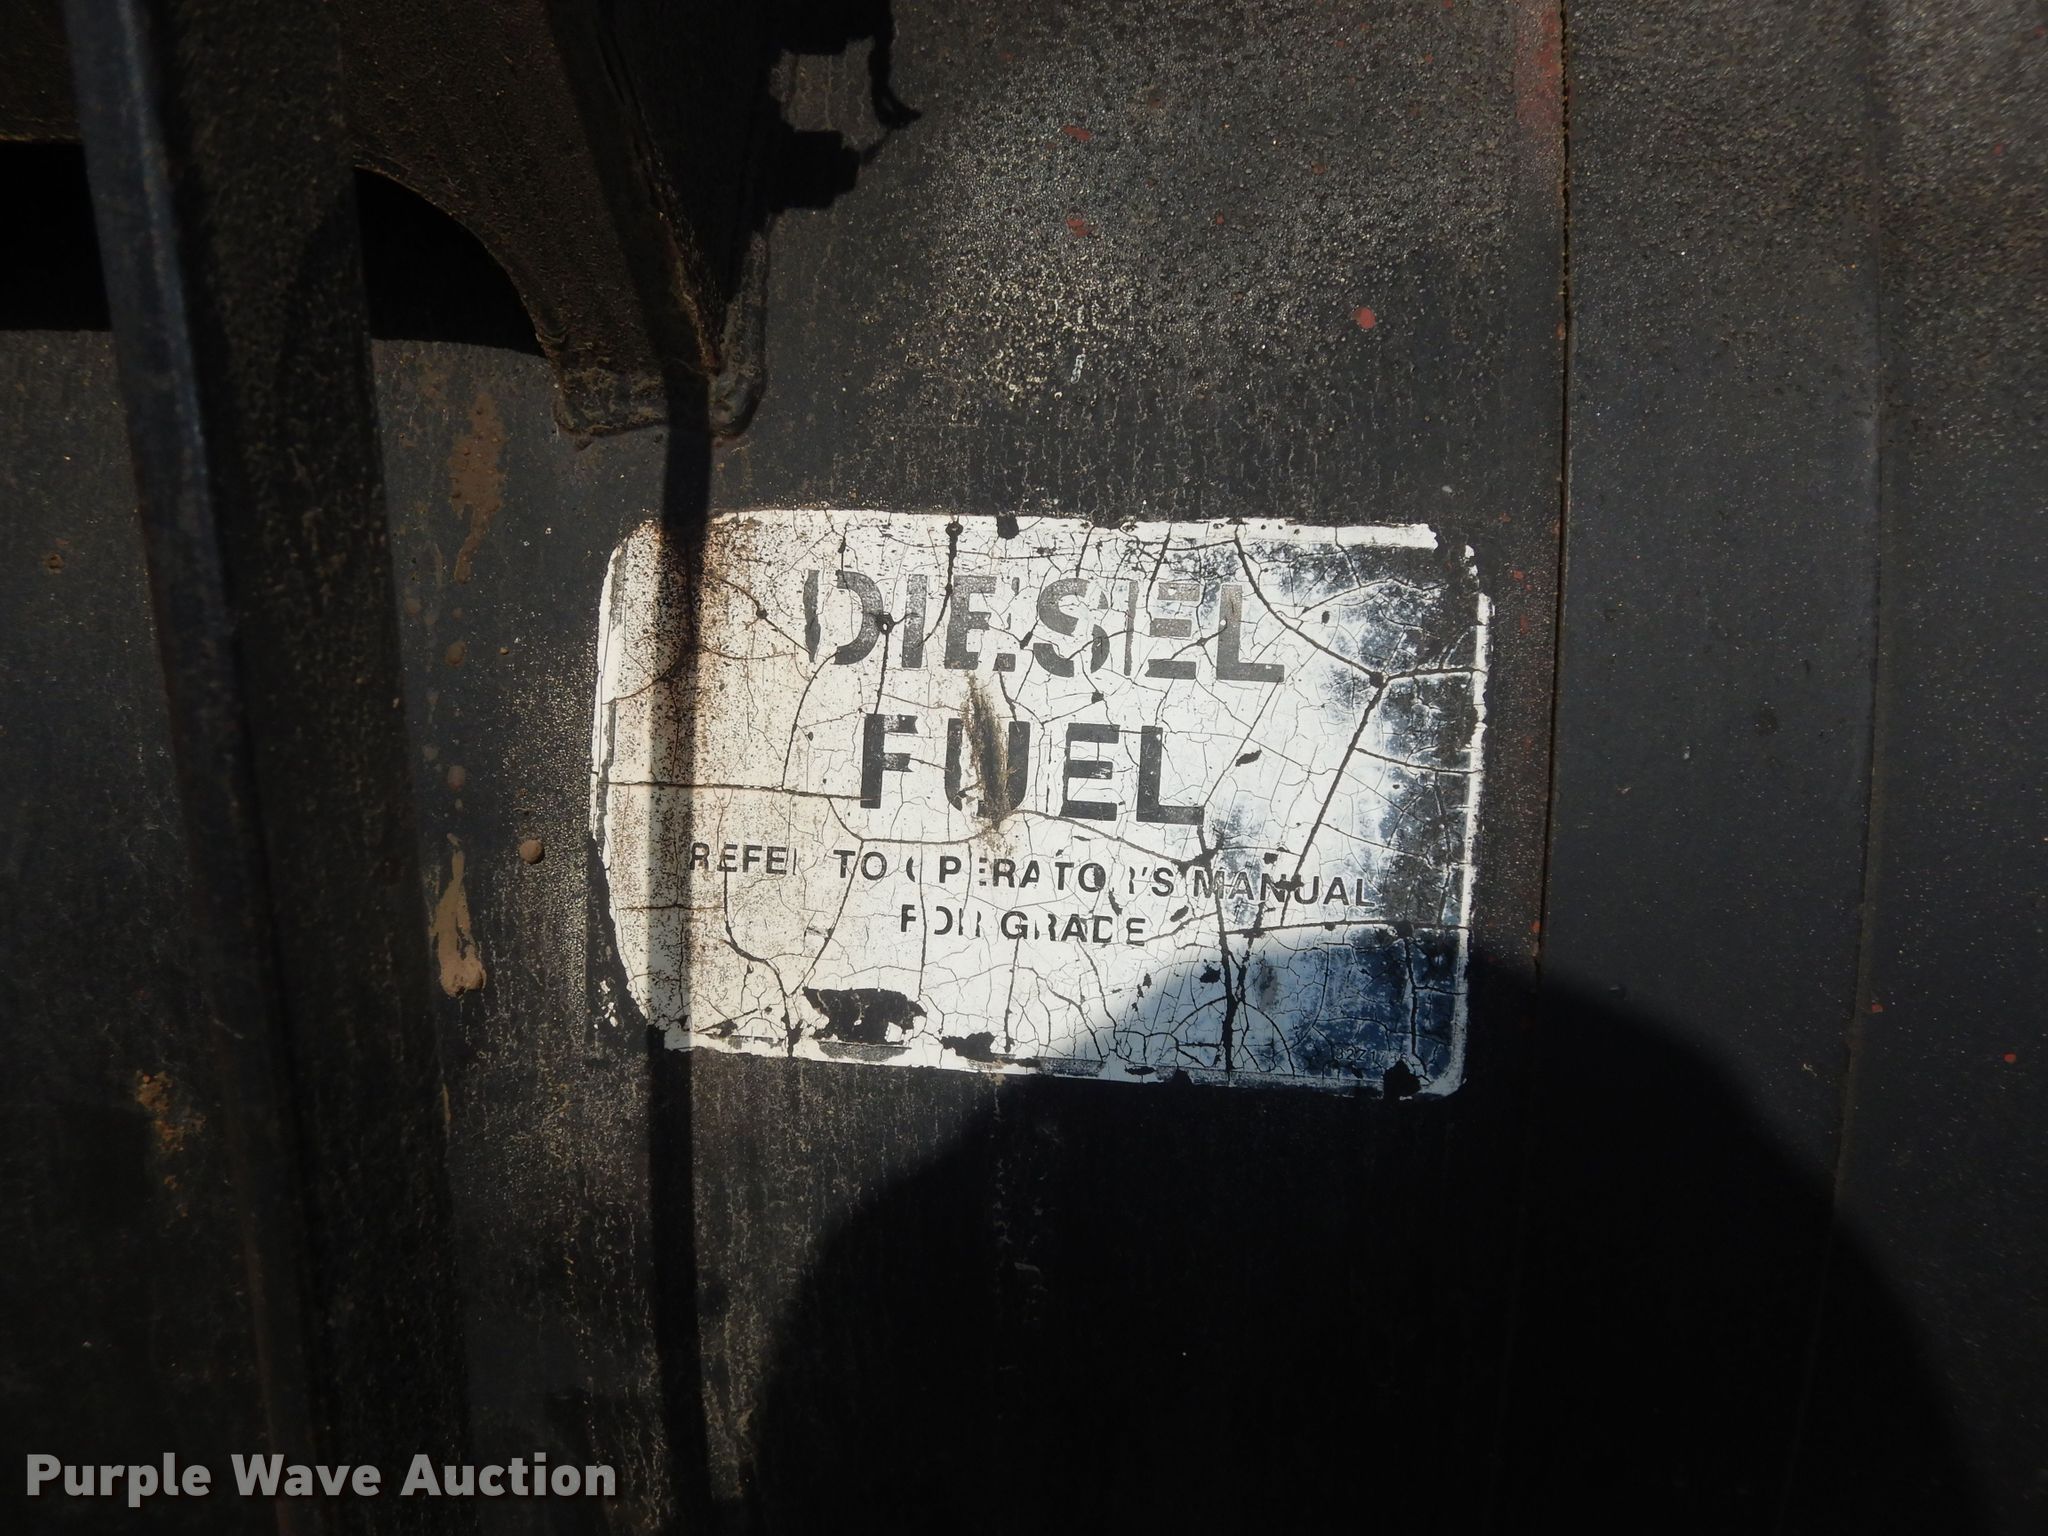 DIESEL
FUEL
REFER TO OPERATOR'S MANUAL
FOR GRADE
Purple Wave Auction